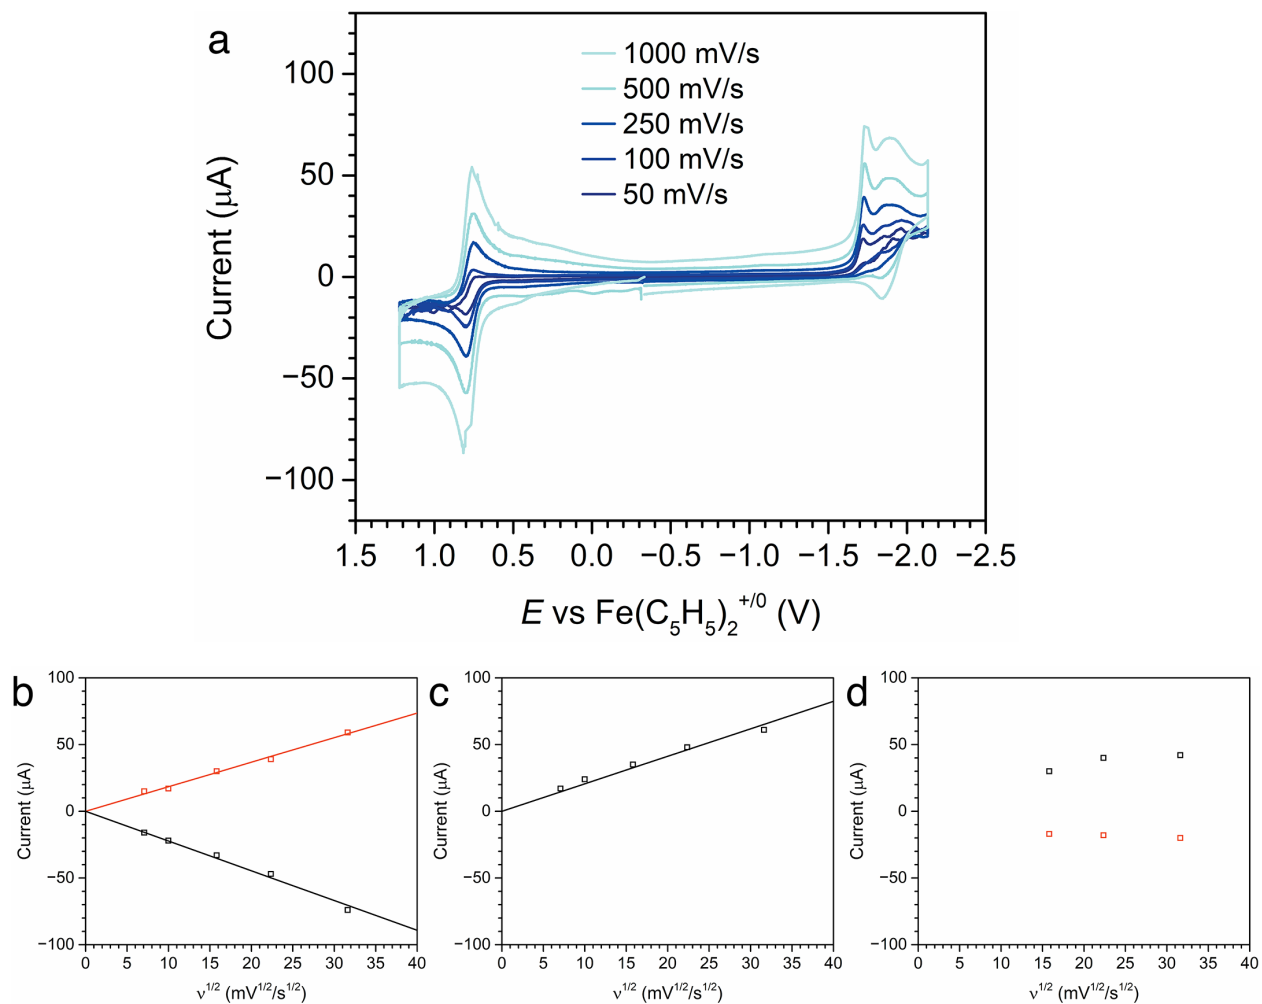 a
1000 mV/s
500 mV/s
250 mV/s
100 mV/s
50 mV/s
Current (μA)
100
50
0
−50
−100
1.5 1.0 0.5 0.0 −0.5 −1.0 −1.5 −2.0 −2.5
E vs Fe(C₅H₅)₂⁺/⁰ (V)
b
Current (μA)
100
50
0
−50
−100
0 5 10 15 20 25 30 35 40
ν¹/² (mV¹/²/s¹/²)
c
Current (μA)
100
50
0
−50
−100
0 5 10 15 20 25 30 35 40
ν¹/² (mV¹/²/s¹/²)
d
Current (μA)
100
50
0
−50
−100
0 5 10 15 20 25 30 35 40
ν¹/² (mV¹/²/s¹/²)